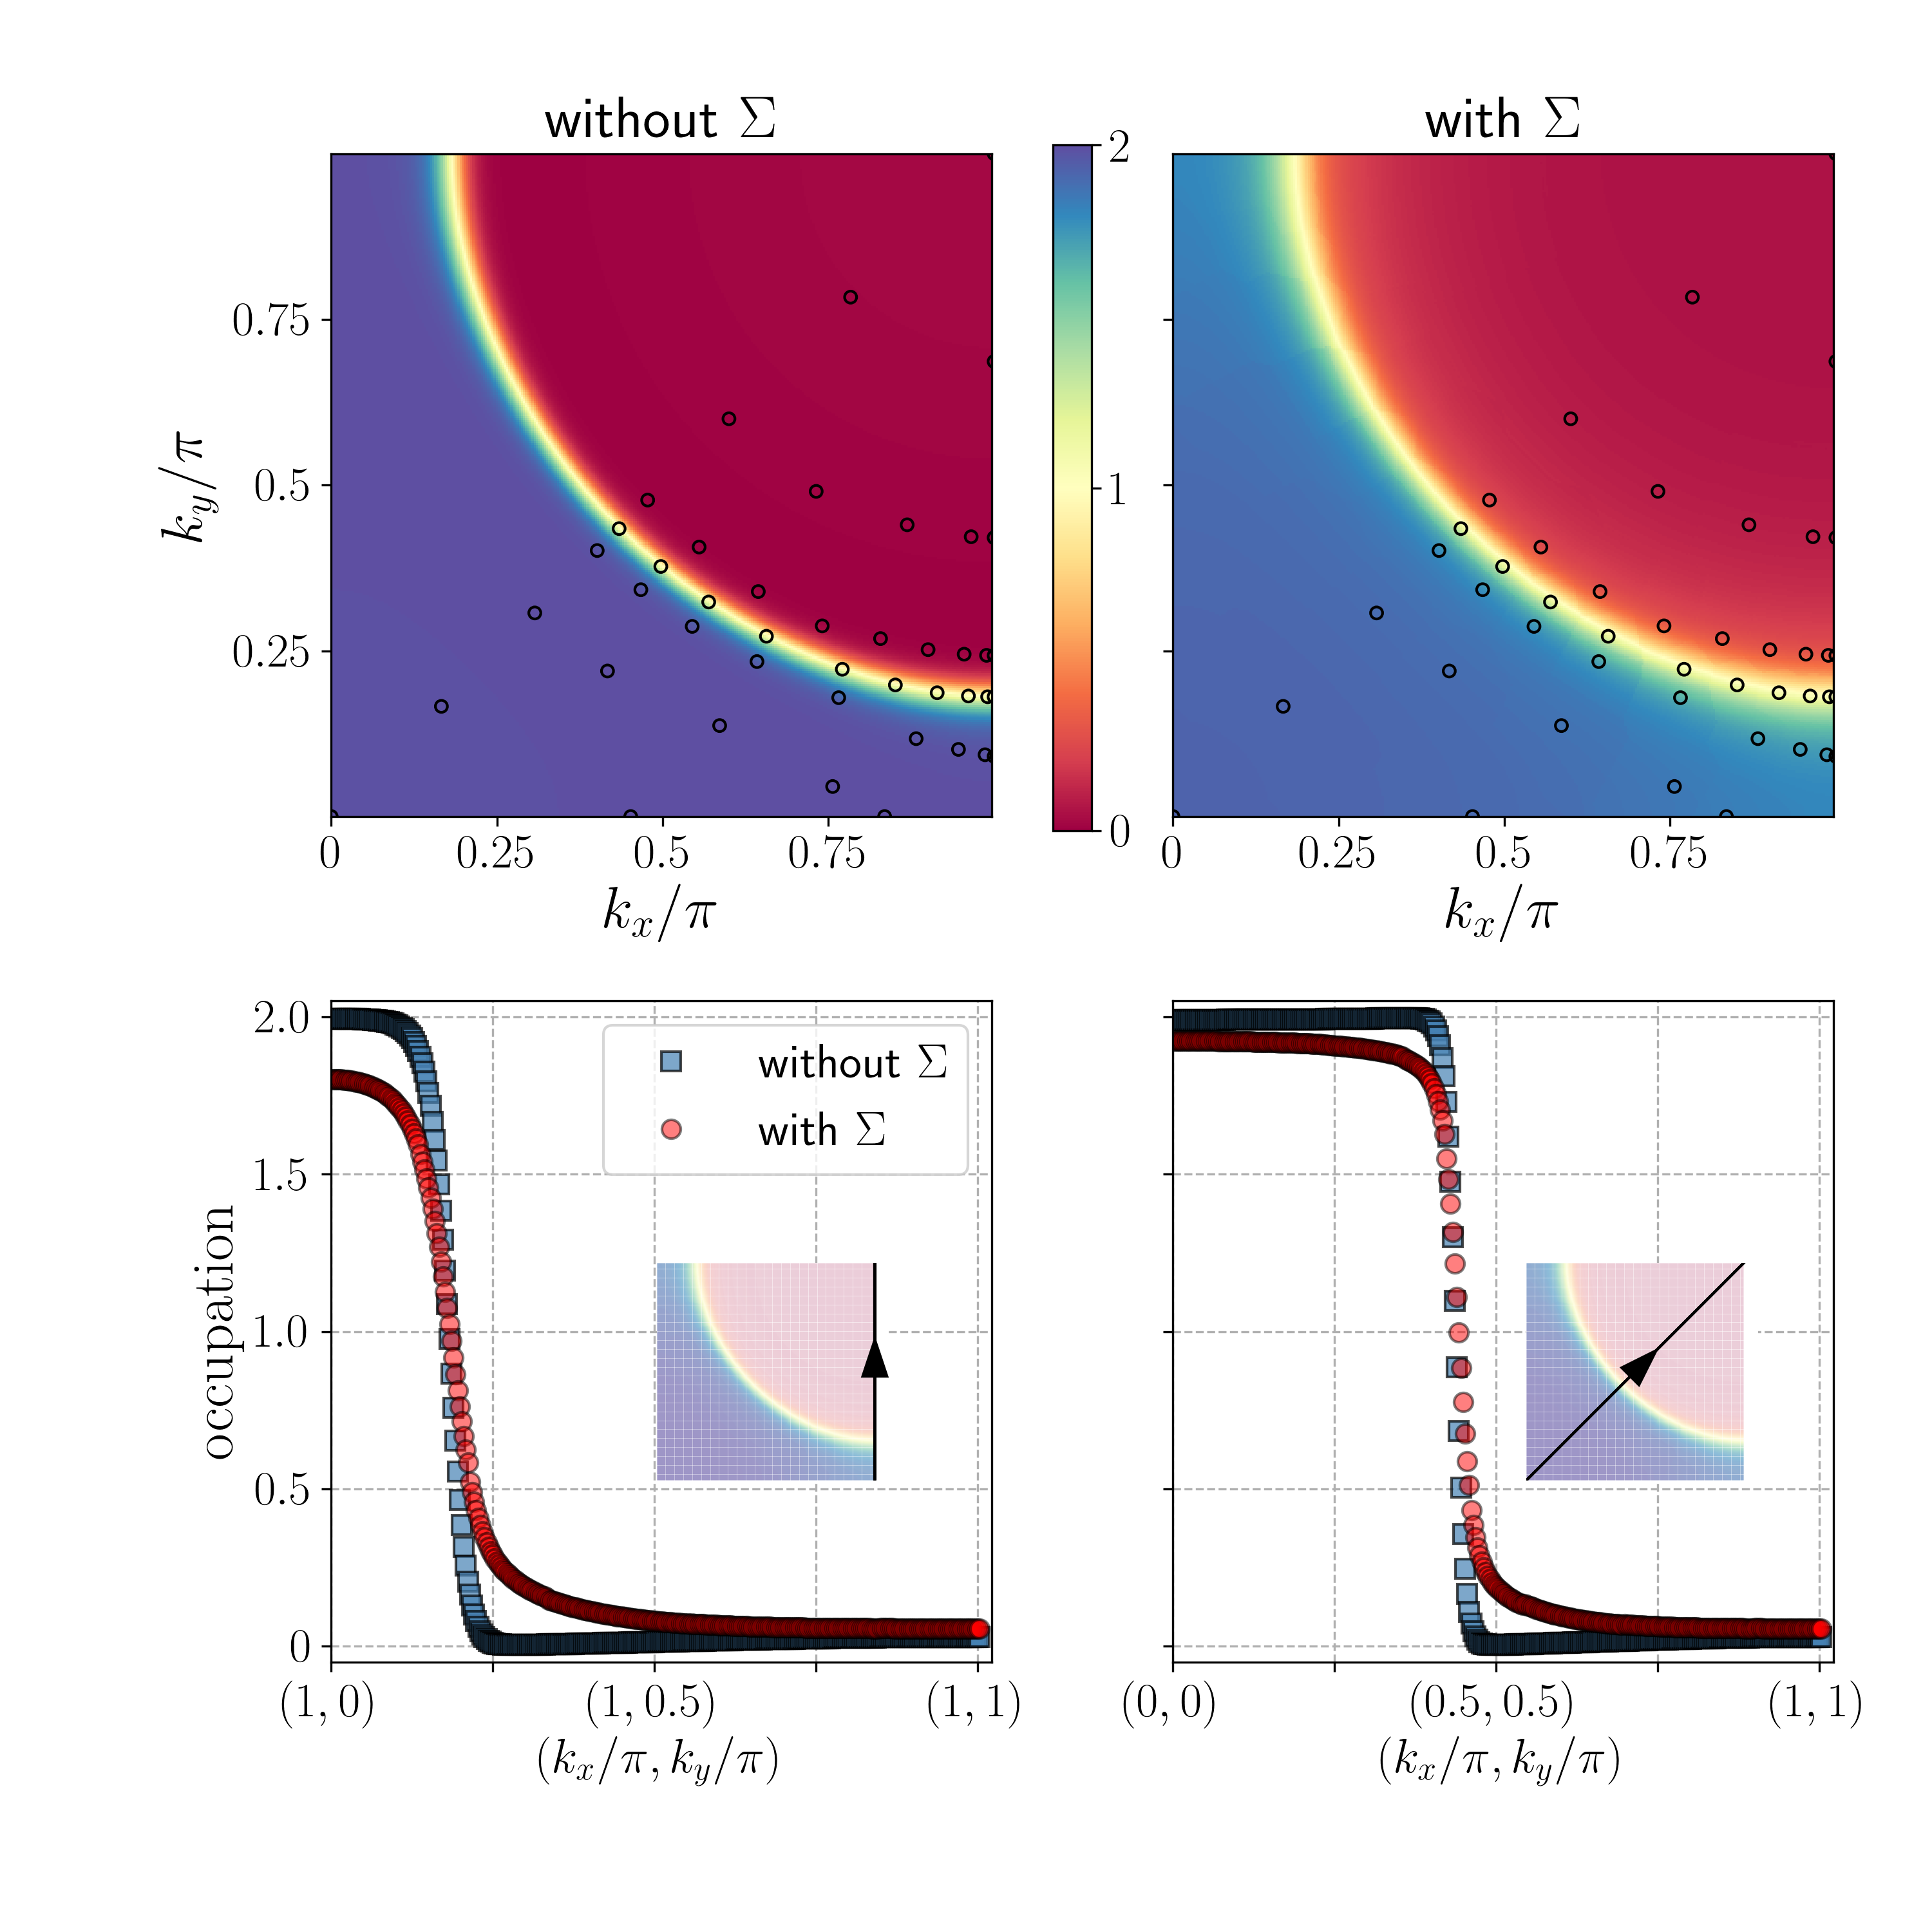 without Σ
with Σ
2
1
0
0.75
0.5
0.25
k_y/π
0 0.25 0.5 0.75
k_x/π
0 0.25 0.5 0.75
k_x/π
2.0
1.5
1.0
0.5
0
occupation
without Σ
with Σ
(1, 0) (1, 0.5) (1, 1)
(k_x/π, k_y/π)
(0, 0) (0.5, 0.5) (1, 1)
(k_x/π, k_y/π)